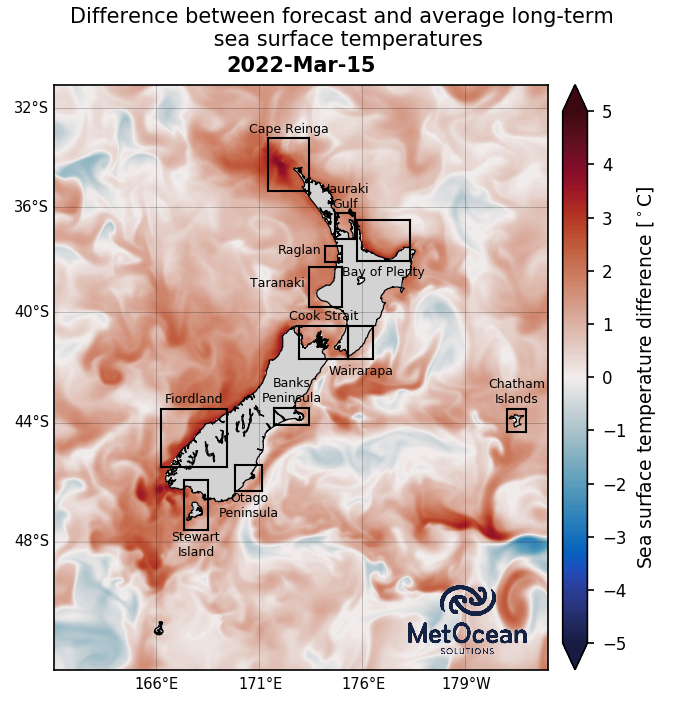 Difference between forecast and average long-term
sea surface temperatures
2022-Mar-15
32°S
36°S
40°S
44°S
48°S
Cape Reinga
Hauraki
Gulf
Raglan
Bay of Plenty
Taranaki
Cook Strait
Wairarapa
Banks
Peninsula
Fiordland
Chatham
Islands
Otago
Peninsula
Stewart
Island
MetOcean
SOLUTIONS
166°E
171°E
176°E
179°W
5
4
3
2
1
0
−1
−2
−3
−4
−5
Sea surface temperature difference [°C]